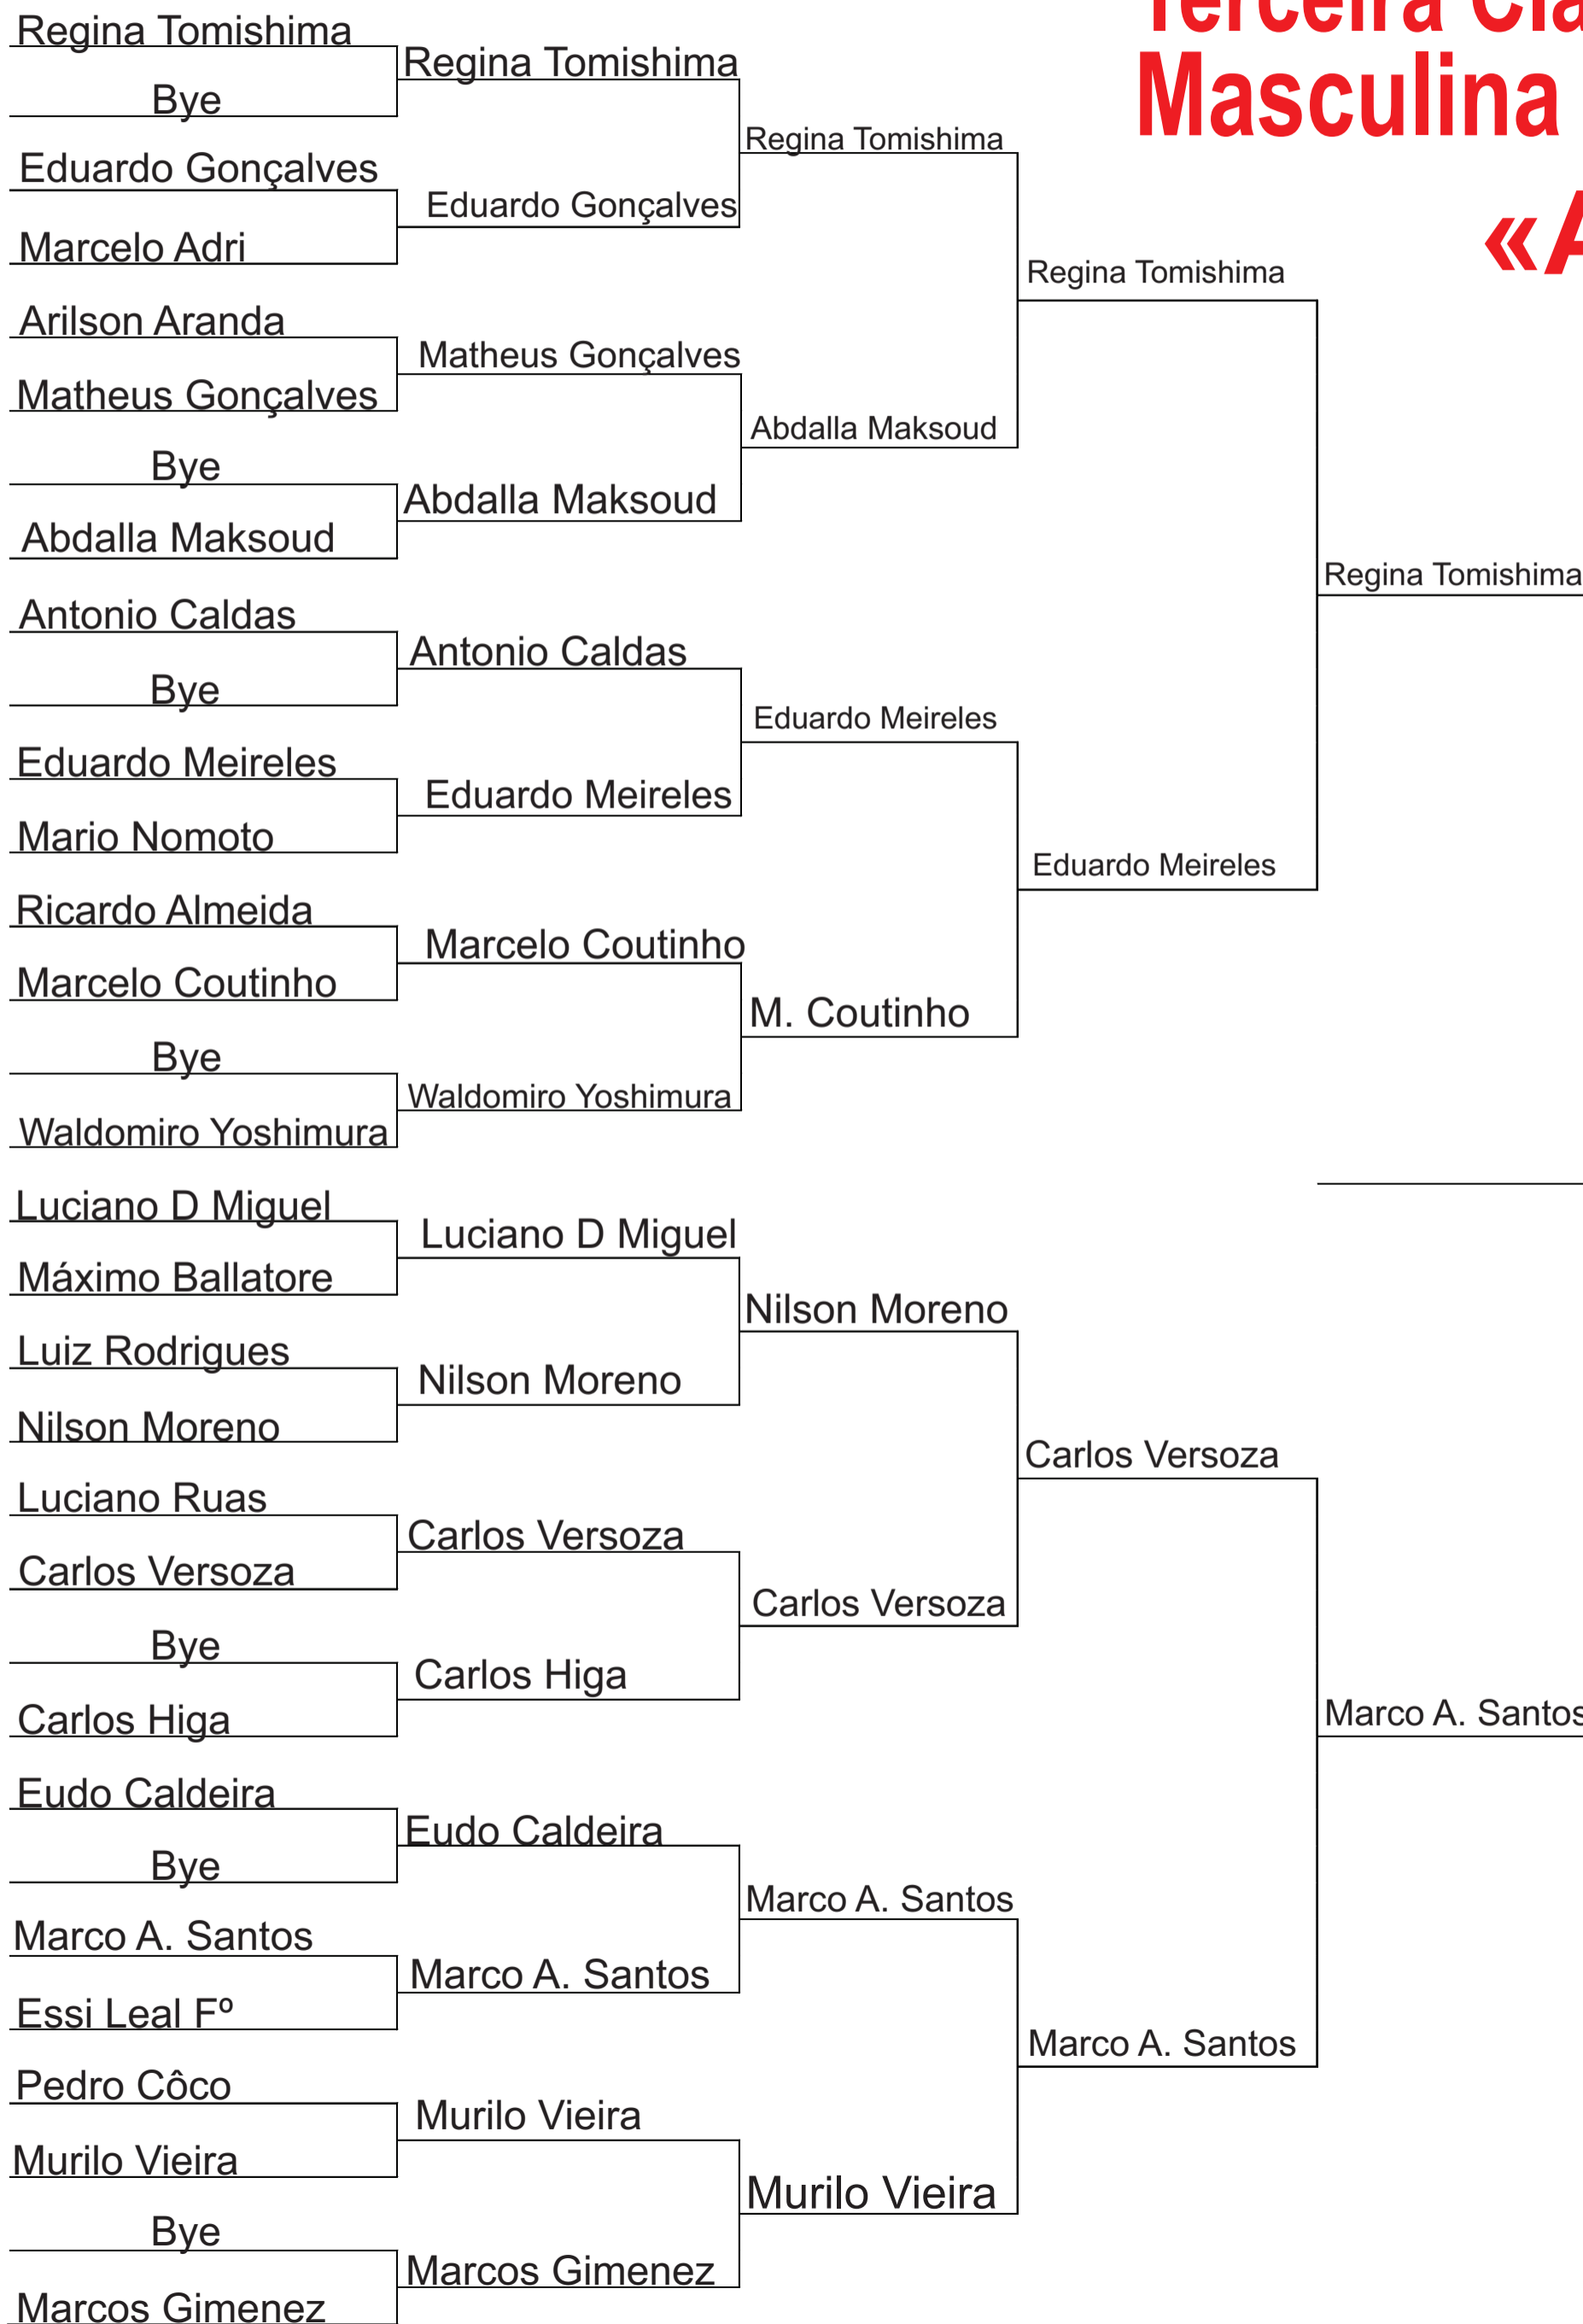 Terceira Cla
Masculina
«A
Regina Tomishima
Bye
Eduardo Gonçalves
Marcelo Adri
Arilson Aranda
Matheus Gonçalves
Bye
Abdalla Maksoud
Antonio Caldas
Bye
Eduardo Meireles
Mario Nomoto
Ricardo Almeida
Marcelo Coutinho
Bye
Waldomiro Yoshimura
Luciano D Miguel
Máximo Ballatore
Luiz Rodrigues
Nilson Moreno
Luciano Ruas
Carlos Versoza
Bye
Carlos Higa
Eudo Caldeira
Bye
Marco A. Santos
Essi Leal Fº
Pedro Côco
Murilo Vieira
Bye
Marcos Gimenez
Regina Tomishima
Eduardo Gonçalves
Matheus Gonçalves
Abdalla Maksoud
Antonio Caldas
Eduardo Meireles
Marcelo Coutinho
Waldomiro Yoshimura
Luciano D Miguel
Nilson Moreno
Carlos Versoza
Carlos Higa
Eudo Caldeira
Marco A. Santos
Murilo Vieira
Marcos Gimenez
Regina Tomishima
Abdalla Maksoud
Eduardo Meireles
M. Coutinho
Nilson Moreno
Carlos Versoza
Marco A. Santos
Murilo Vieira
Regina Tomishima
Eduardo Meireles
Carlos Versoza
Marco A. Santos
Regina Tomishima
Marco A. Santos